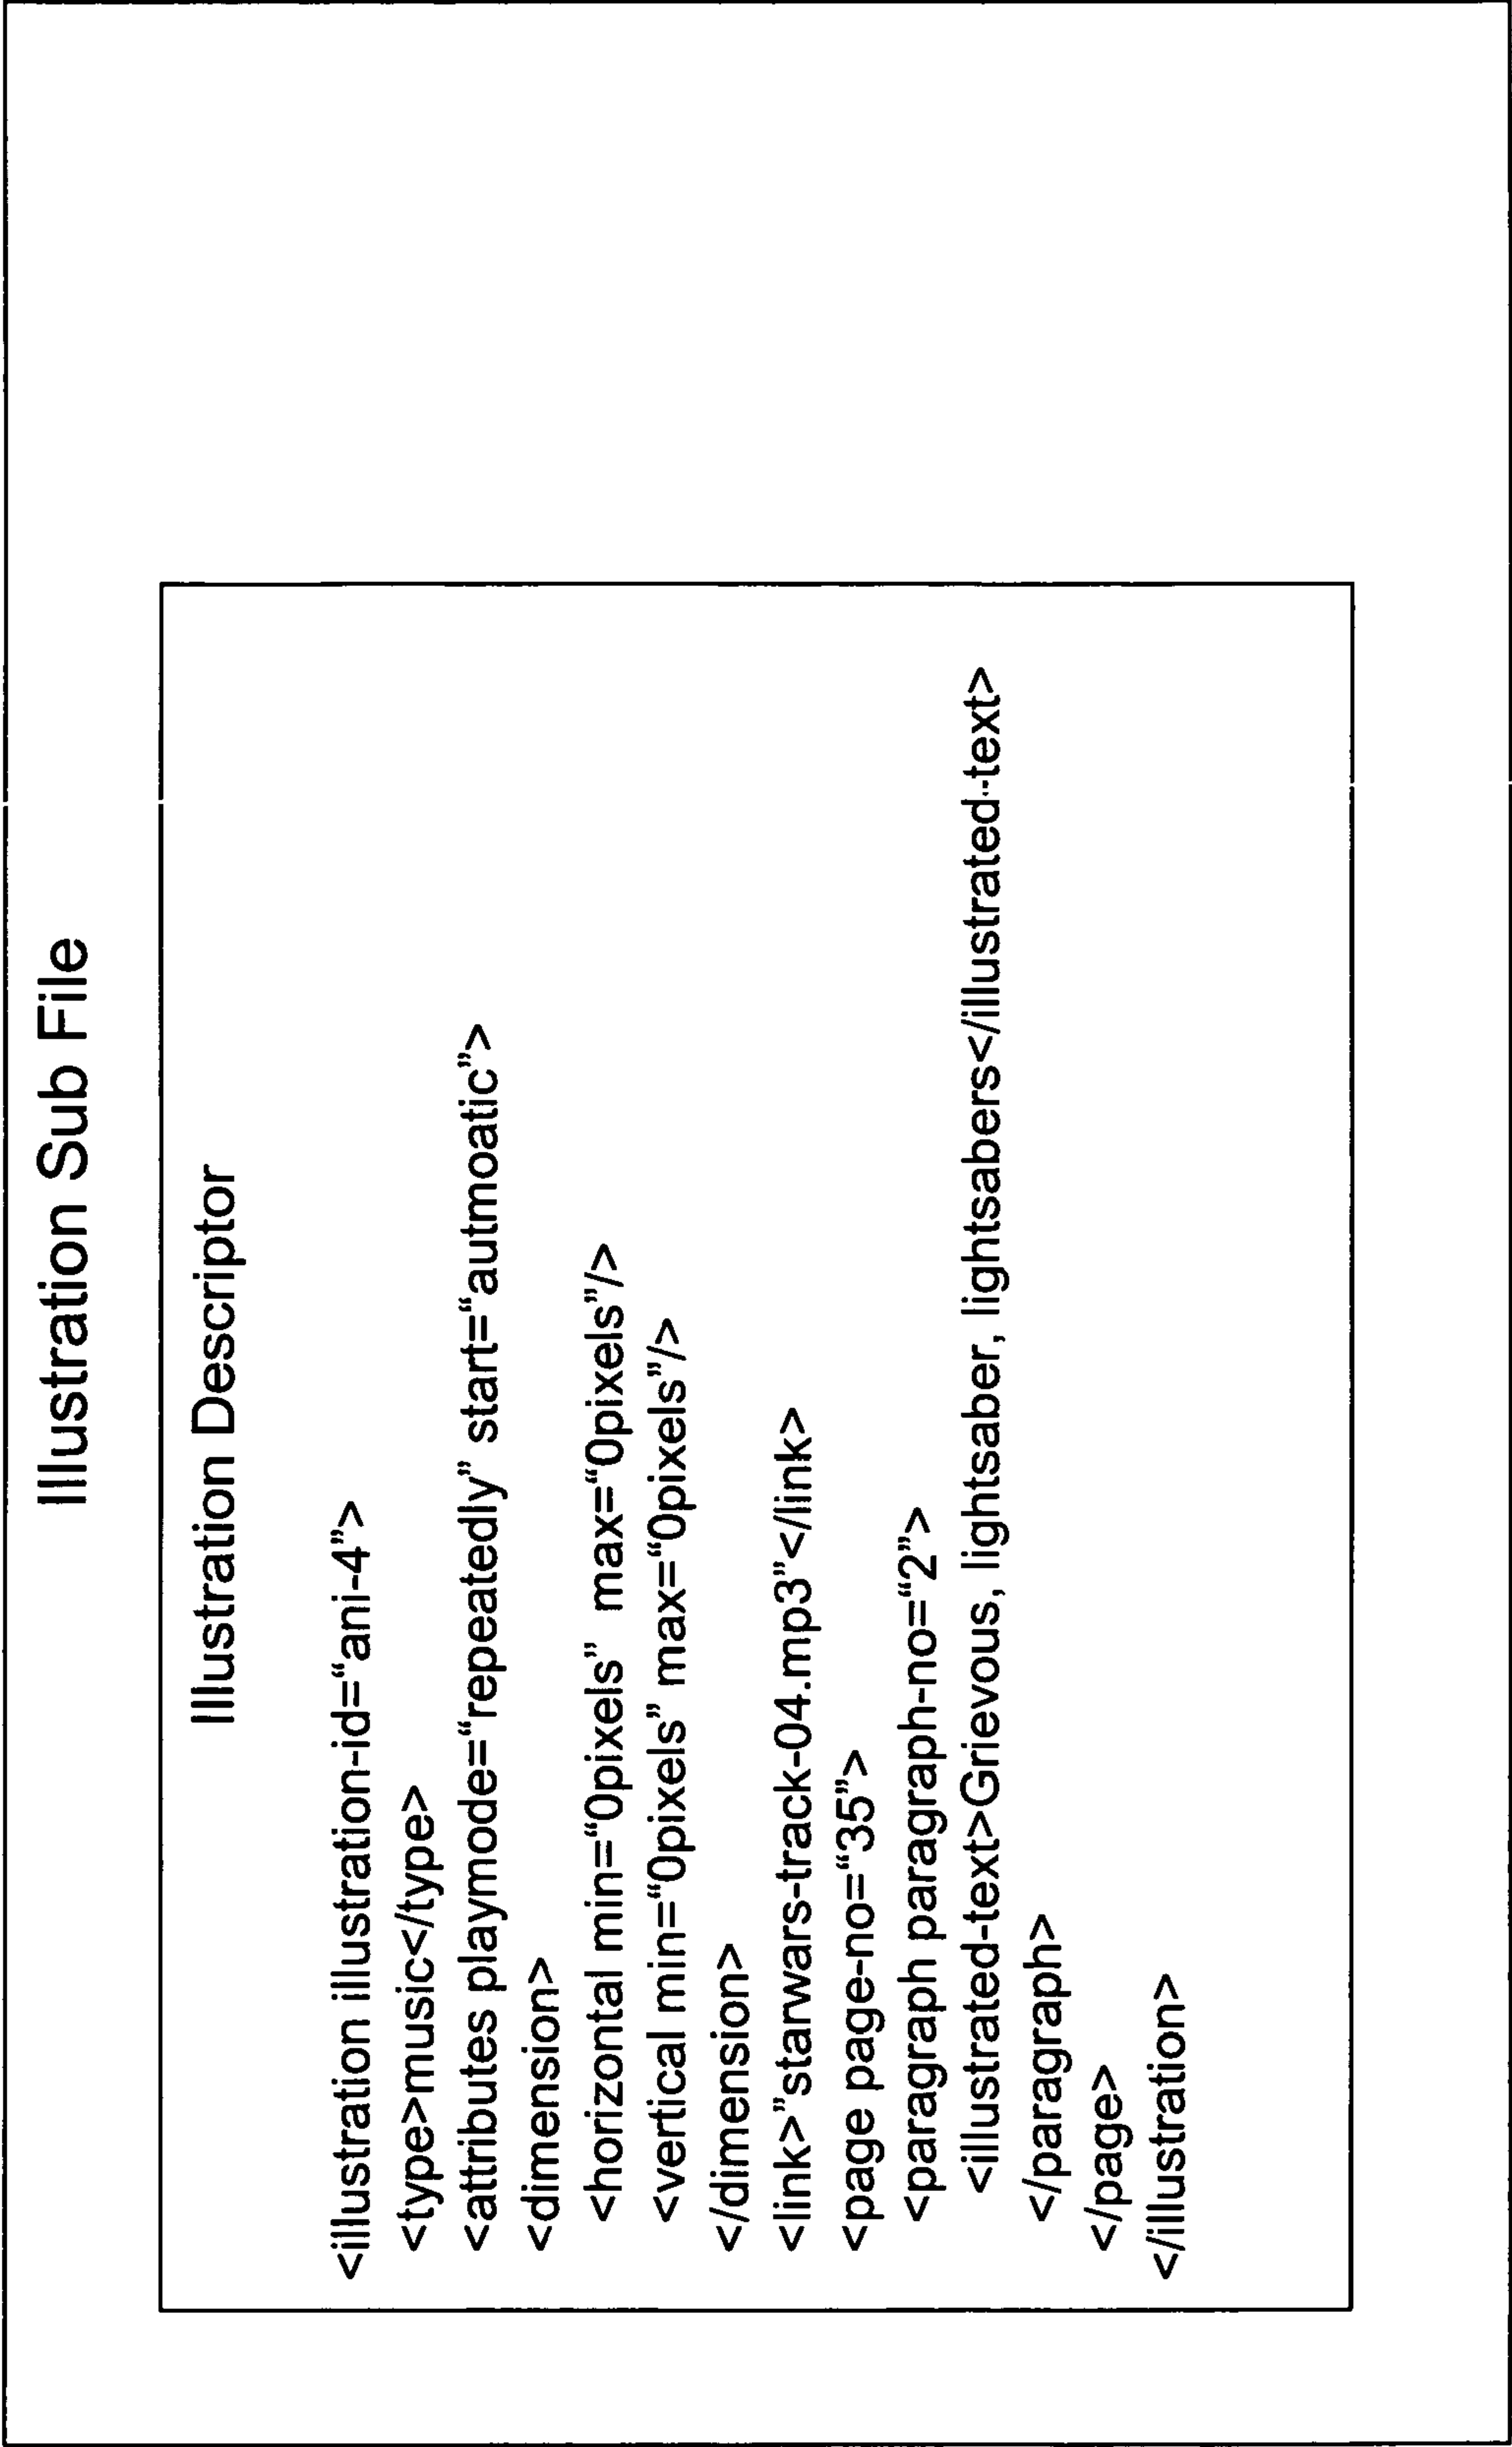 Illustration Sub File
Illustration Descriptor
<illustration illustration-id=“ani-4”>
<type>music</type>
<attributes playmode=“repeatedly” start=“autmoatic”>
<dimension>
<horizontal min=“0pixels” max=“0pixels”/>
<vertical min=“0pixels” max=“0pixels”/>
</dimension>
<link>”starwars-track-04.mp3”</link>
<page page-no=“35”>
<paragraph paragraph-no=“2”>
<illustrated-text>Grievous, lightsaber, lightsabers</illustrated-text>
</paragraph>
</page>
</illustration>